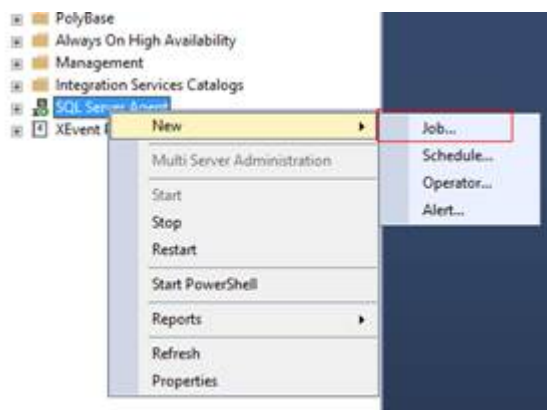 PolyBase
Always On High Availability
Management
Integration Services Catalogs
SQL Server Agent
XEvent
New
Job...
Schedule...
Operator...
Alert...
Multi Server Administration
Start
Stop
Restart
Start PowerShell
Reports
Refresh
Properties